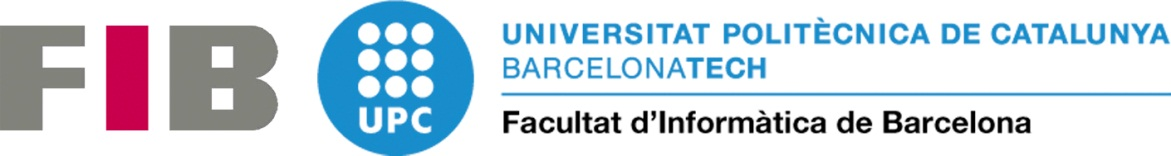 FIB
UPC
UNIVERSITAT POLITÈCNICA DE CATALUNYA
BARCELONATECH
Facultat d'Informàtica de Barcelona